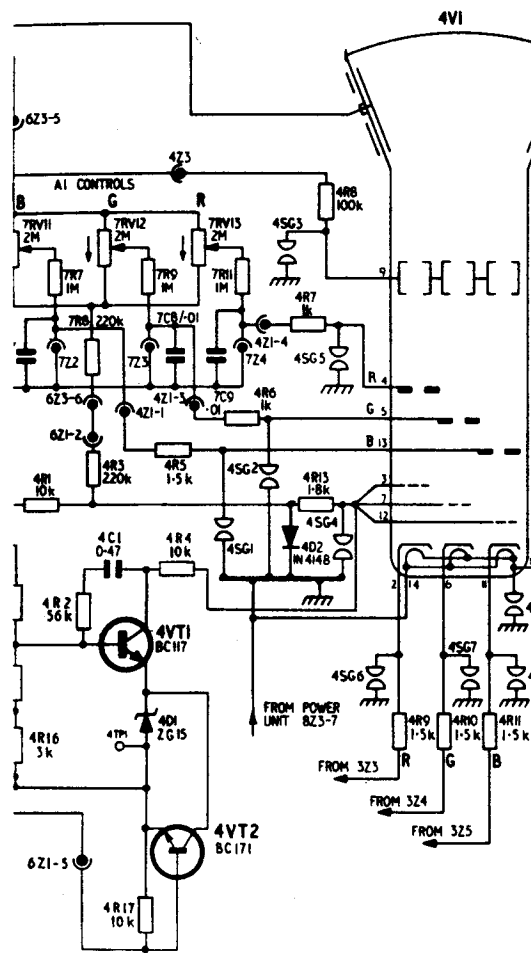 4V1
6Z3-5
4Z3
A1 CONTROLS
B
G
R
7RV11
2M
7RV12
2M
7RV13
2M
4R8
100k
4SG3
9
7R7
1M
7R9
1M
7R11
1M
7R8 220k
7C8/·01
4R7
1k
4Z1-4
4SG5
7Z2
7Z3
7Z4
R 4
6Z3-6
4Z1-1
4Z1-3
7C9
·01
4R6
1k
G 5
6Z1-2
B 13
4R3
220k
4R5
1·5k
4SG2
4R1
10k
4R13
1·8k
3
7
12
4SG4
4C1
0·47
4R4
10k
4SG1
4D2
IN4148
2
14
6
11
4R2
56k
4VT1
BC117
4SG6
4SG7
4
4
4D1
ZG15
4TP1
FROM POWER
UNIT 8Z3-7
4R16
3k
4R9
1·5k
4R10
1·5k
4R11
1·5k
R
G
B
FROM 3Z3
FROM 3Z4
FROM 3Z5
4VT2
BC171
6Z1-5
4R17
10k